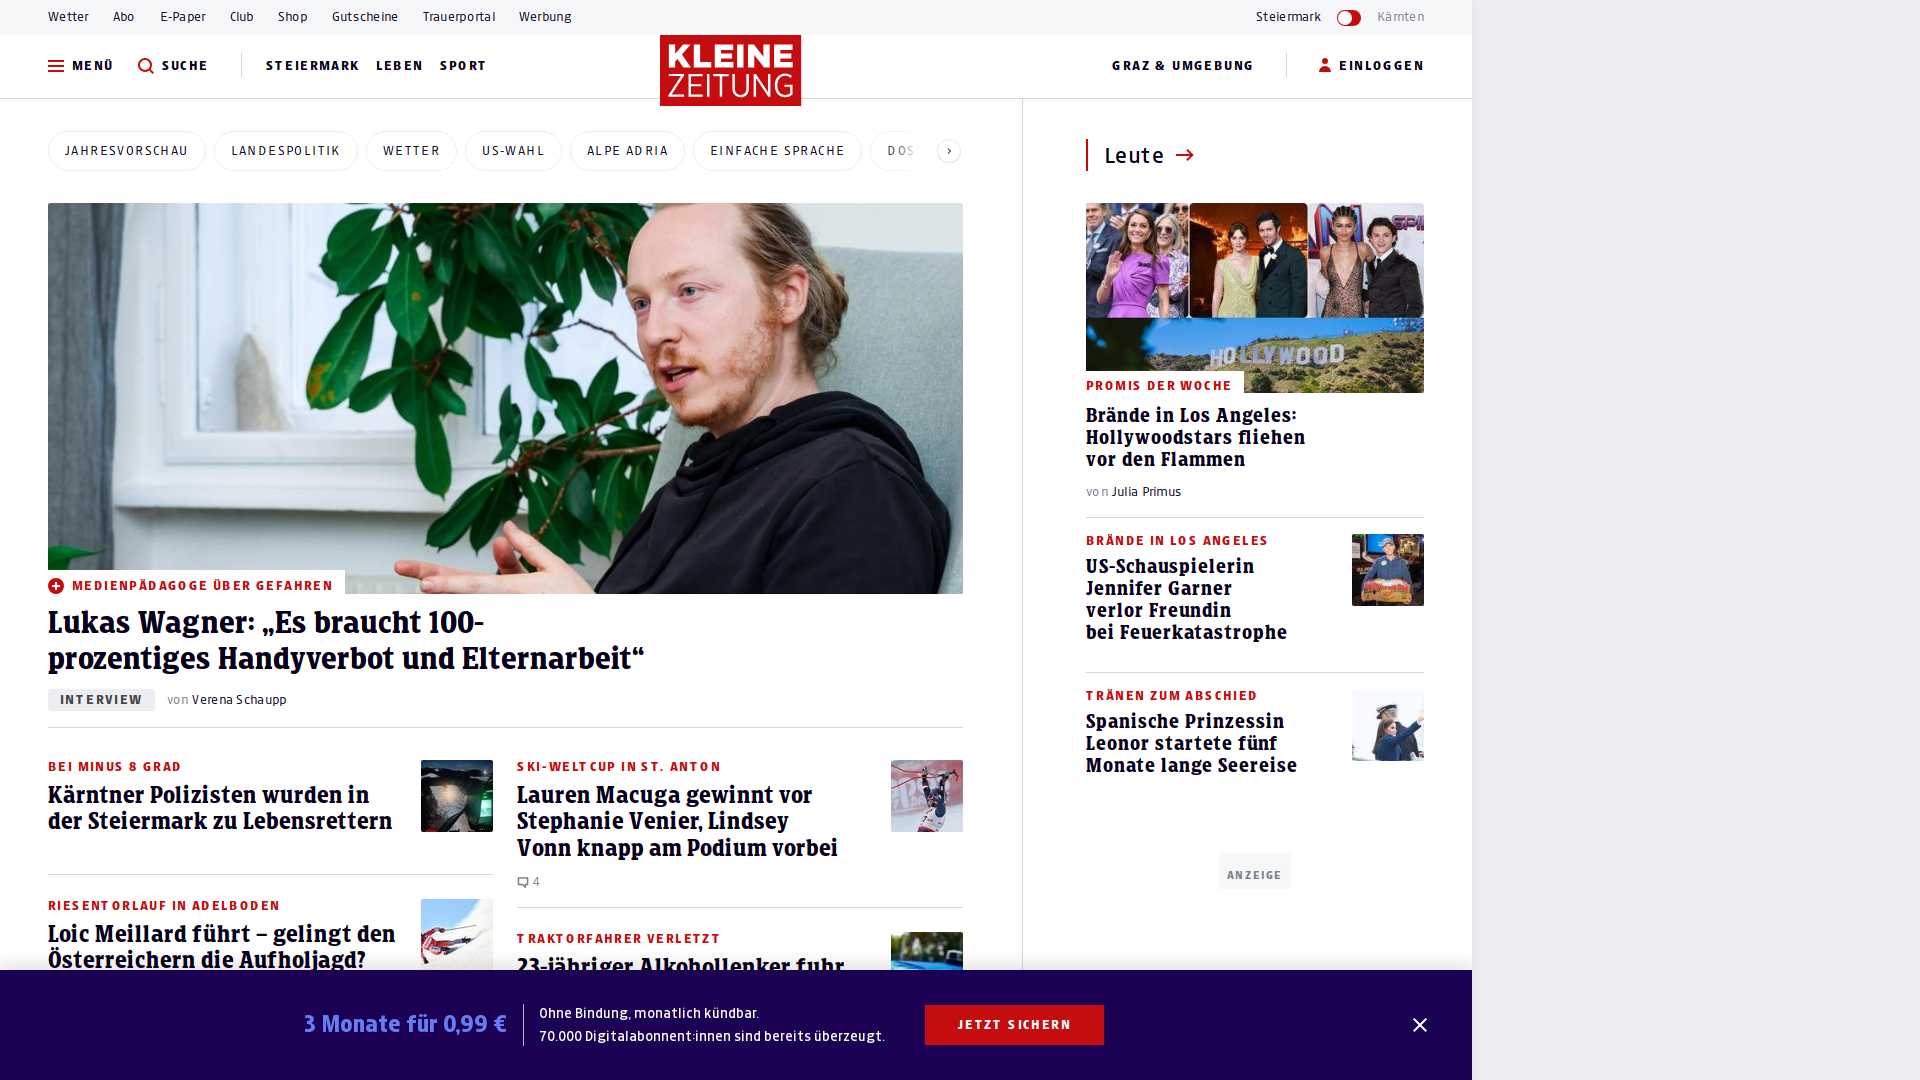 Wetter Abo E-Paper Club Shop Gutscheine Trauerportal Werbung Steiermark Kärnten
MENÜ SUCHE STEIERMARK LEBEN SPORT KLEINE ZEITUNG GRAZ & UMGEBUNG EINLOGGEN
JAHRESVORSCHAU LANDESPOLITIK WETTER US-WAHL ALPE ADRIA EINFACHE SPRACHE DOS
MEDIENPÄDAGOGE ÜBER GEFAHREN
Lukas Wagner: „Es braucht 100-
prozentiges Handyverbot und Elternarbeit“
INTERVIEW von Verena Schaupp
BEI MINUS 8 GRAD
Kärntner Polizisten wurden in
der Steiermark zu Lebensrettern
RIESENTORLAUF IN ADELBODEN
Loic Meillard führt – gelingt den
Österreichern die Aufholjagd?
SKI-WELTCUP IN ST. ANTON
Lauren Macuga gewinnt vor
Stephanie Venier, Lindsey
Vonn knapp am Podium vorbei
4
TRAKTORFAHRER VERLETZT
23-jähriger Alkohollenker fuhr
Leute
HOLLYWOOD
PROMIS DER WOCHE
Brände in Los Angeles:
Hollywoodstars fliehen
vor den Flammen
von Julia Primus
BRÄNDE IN LOS ANGELES
US-Schauspielerin
Jennifer Garner
verlor Freundin
bei Feuerkatastrophe
TRÄNEN ZUM ABSCHIED
Spanische Prinzessin
Leonor startete fünf
Monate lange Seereise
ANZEIGE
3 Monate für 0,99 €
Ohne Bindung, monatlich kündbar.
70.000 Digitalabonnent:innen sind bereits überzeugt.
JETZT SICHERN